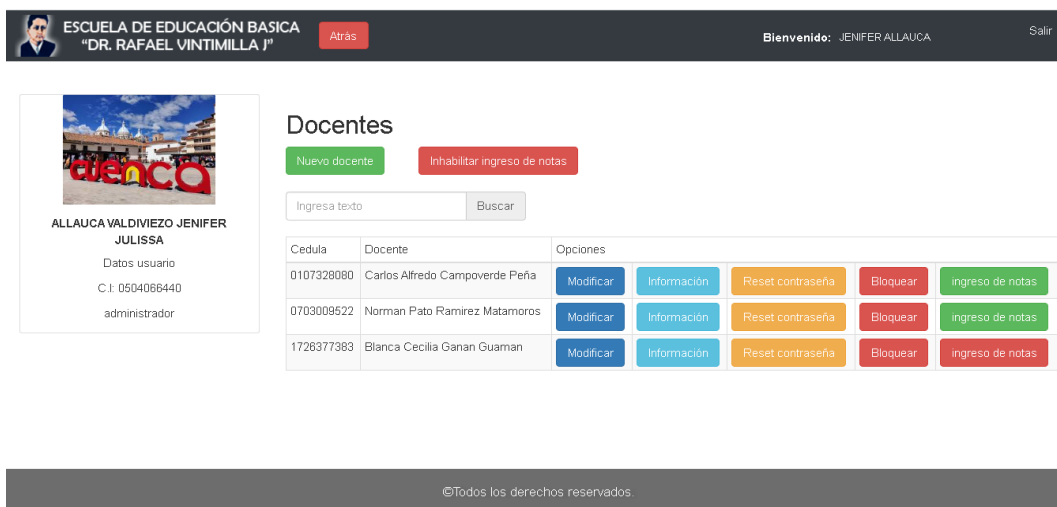 ESCUELA DE EDUCACIÓN BASICA
“DR. RAFAEL VINTIMILLA J”
Atrás
Bienvenido: JENIFER ALLAUCA
Salir
cuenca
ALLAUCA VALDIVIEZO JENIFER
JULISSA
Datos usuario
C.I: 0504066440
administrador
Docentes
Nuevo docente Inhabilitar ingreso de notas
Ingresa texto Buscar
Cedula Docente Opciones
0107328080 Carlos Alfredo Campoverde Peña Modificar Información Reset contraseña Bloquear ingreso de notas
0703009522 Norman Pato Ramirez Matamoros Modificar Información Reset contraseña Bloquear ingreso de notas
1726377383 Blanca Cecilia Ganan Guaman Modificar Información Reset contraseña Bloquear ingreso de notas
©Todos los derechos reservados.